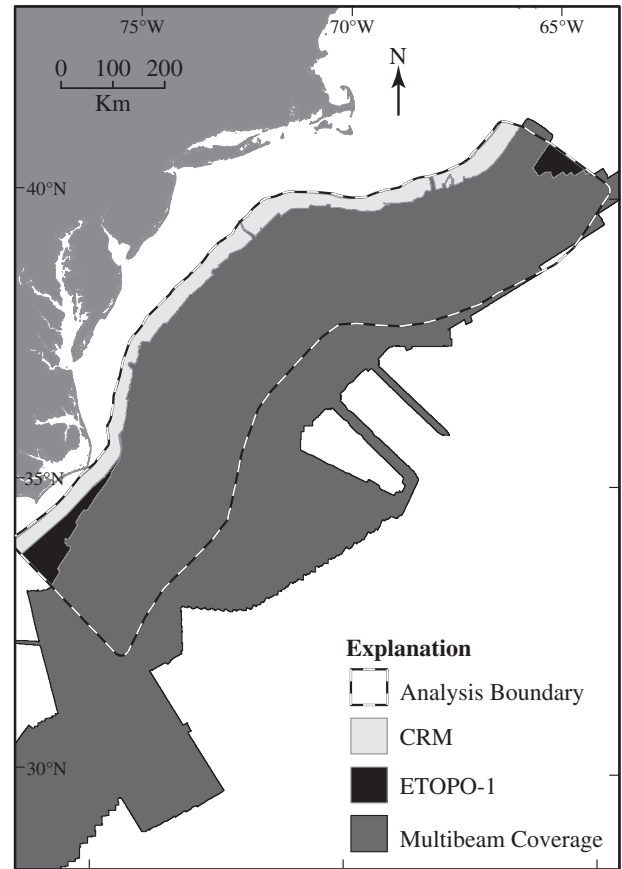 75°W 70°W 65°W
0 100 200
Km
N
40°N
35°N
30°N
Explanation
Analysis Boundary
CRM
ETOPO-1
Multibeam Coverage